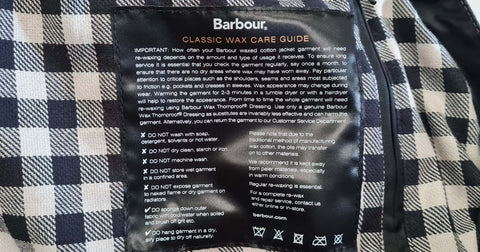 Barbour.
CLASSIC WAX CARE GUIDE
IMPORTANT: How often your Barbour waxed cotton jacket garment will need
re-waxing depends on the amount and type of usage it receives. To ensure long
service it is essential that you check the garment regularly, say once a month, to
ensure that there are no dry areas where wax may have worn away. Pay particular
attention to critical places such as the shoulders, seams and areas most subjected
to friction e.g. pockets and creases in sleeves. Wax appearance may change during
wear. Warming the garment for 2-3 minutes in a tumble dryer or with a hairdryer
will help to restore the appearance. From time to time the whole garment will need
re-waxing using Barbour Wax Thornproof® Dressing. Use only a genuine Barbour
Wax Thornproof® Dressing as substitutes are invariably less effective and can harm the
garment. Alternatively, you can return the garment to our Customer Service Department
✘ DO NOT wash with soap,
detergent, solvents or hot water.
✘ DO NOT dry clean, starch or iron.
✘ DO NOT machine wash.
✘ DO NOT store wet garment
in a confined area.
✘ DO NOT expose garment
to naked flame or dry garment on
radiators.
✔ DO sponge down outer
fabric with cold water when soiled
and brush off grit etc.
✔ DO hang garment in a dry,
airy place to dry off naturally.
Please note that due to the
traditional method of manufacturing
wax cotton, the oils may transfer
on to other materials.
We recommend it is kept away
from paler materials, especially
in warm conditions.
Regular re-waxing is essential.
For a complete re-wax
and repair service, contact us
either online or in-store.
barbour.com